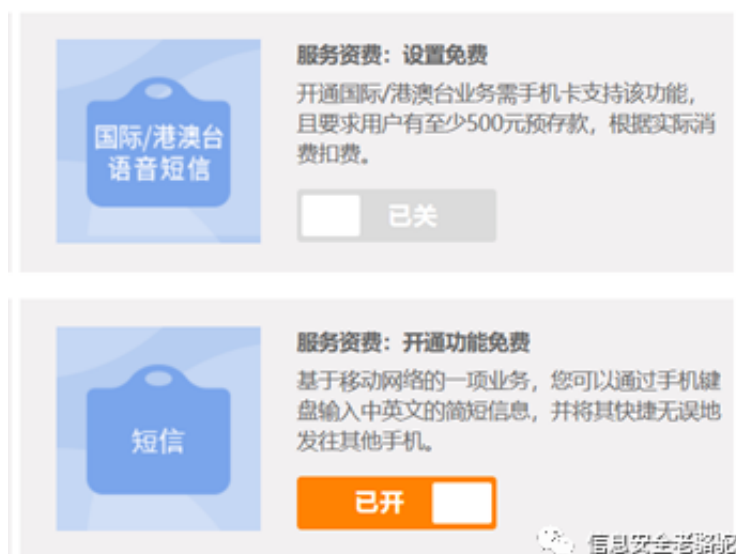 服务资费：设置免费
开通国际/港澳台业务需手机卡支持该功能，
且要求用户有至少500元预存款，根据实际消
费扣费。
国际/港澳台
语音短信
已关
服务资费：开通功能免费
基于移动网络的一项业务，您可以通过手机键
盘输入中英文的简短信息，并将其快捷无误地
发往其他手机。
短信
已开
信息安全老骆驼